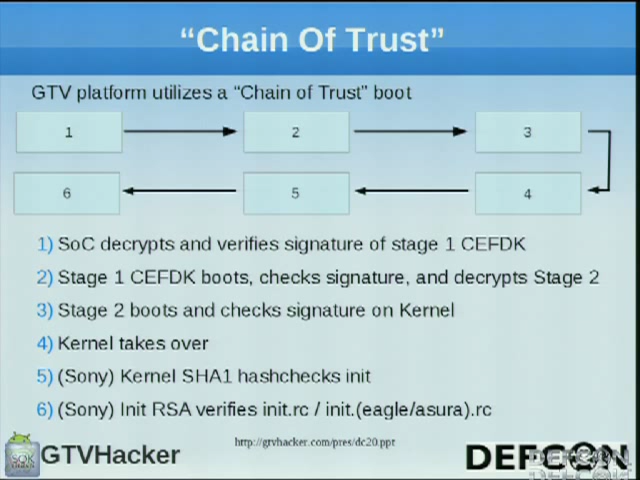 “Chain Of Trust”
GTV platform utilizes a “Chain Of Trust” boot
1
2
3
6
5
4
1) SoC decrypts and verifies signature of stage 1 CEFDK
2) Stage 1 CEFDK boots, checks signature, and decrypts Stage 2
3) Stage 2 boots and checks signature on Kernel
4) Kernel takes over
5) (Sony) Kernel SHA1 hashchecks init
6) (Sony) Init RSA verifies init.rc / init.(eagle/asura).rc
GTVHacker
http://gtvhacker.com/pres/dc20.ppt
DEFCON
DEFCON